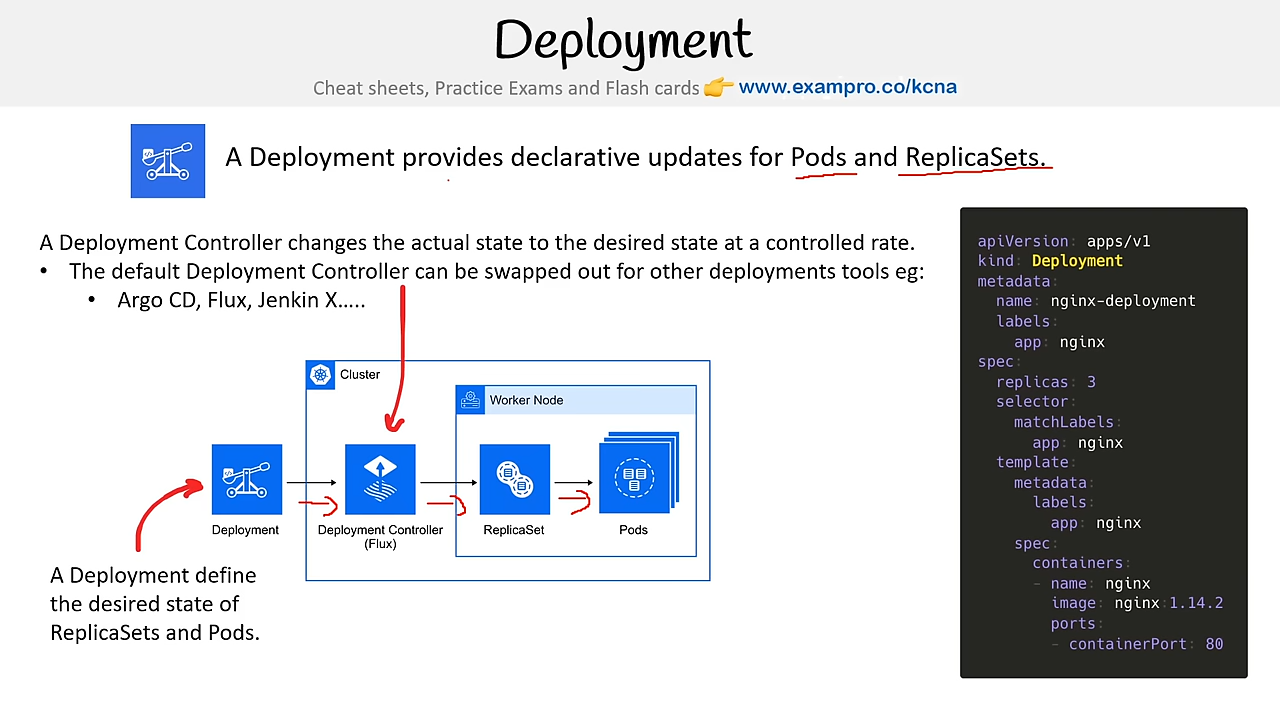 Deployment
Cheat sheets, Practice Exams and Flash cards 👉 www.exampro.co/kcna
A Deployment provides declarative updates for Pods and ReplicaSets.
A Deployment Controller changes the actual state to the desired state at a controlled rate.
• The default Deployment Controller can be swapped out for other deployments tools eg:
• Argo CD, Flux, Jenkin X.....
Cluster
Worker Node
Deployment
Deployment Controller
(Flux)
ReplicaSet
Pods
A Deployment define
the desired state of
ReplicaSets and Pods.
apiVersion: apps/v1
kind: Deployment
metadata:
  name: nginx-deployment
  labels:
    app: nginx
spec:
  replicas: 3
  selector:
    matchLabels:
      app: nginx
  template:
    metadata:
      labels:
        app: nginx
    spec:
      containers:
      - name: nginx
        image: nginx:1.14.2
        ports:
        - containerPort: 80